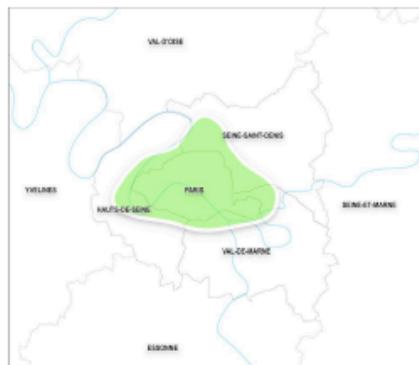 VAL-D'OISE
SEINE-SAINT-DENIS
YVELINES
PARIS
HAUTS-DE-SEINE
SEINE-ET-MARNE
VAL-DE-MARNE
ESSONNE